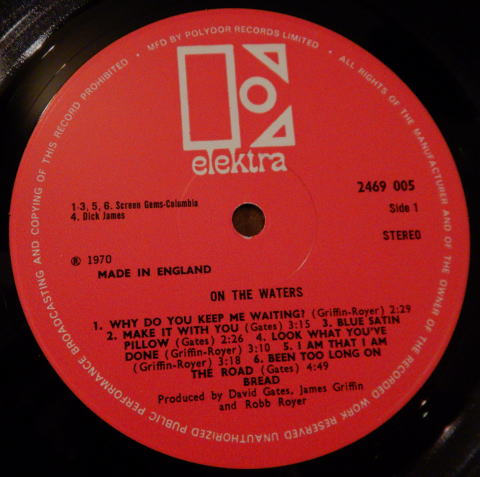 MFD BY POLYDOR RECORDS LIMITED • ALL RIGHTS OF THE MANUFACTURER AND OF THE OWNER OF THE RECORDED WORK RESERVED UNAUTHORIZED PUBLIC PERFORMANCE BROADCASTING AND COPYING OF THIS RECORD PROHIBITED •
elektra
1-3, 5, 6. Screen Gems-Columbia
4. Dick James
2469 005
Side 1
STEREO
℗ 1970
MADE IN ENGLAND
ON THE WATERS
1. WHY DO YOU KEEP ME WAITING? (Griffin-Royer) 2:29
2. MAKE IT WITH YOU (Gates) 3:15 3. BLUE SATIN
PILLOW (Gates) 2:26 4. LOOK WHAT YOU'VE
DONE (Griffin-Royer) 3:10 5. I AM THAT I AM
(Griffin-Royer) 3:18 6. BEEN TOO LONG ON
THE ROAD (Gates) 4:49
BREAD
Produced by David Gates, James Griffin
and Robb Royer